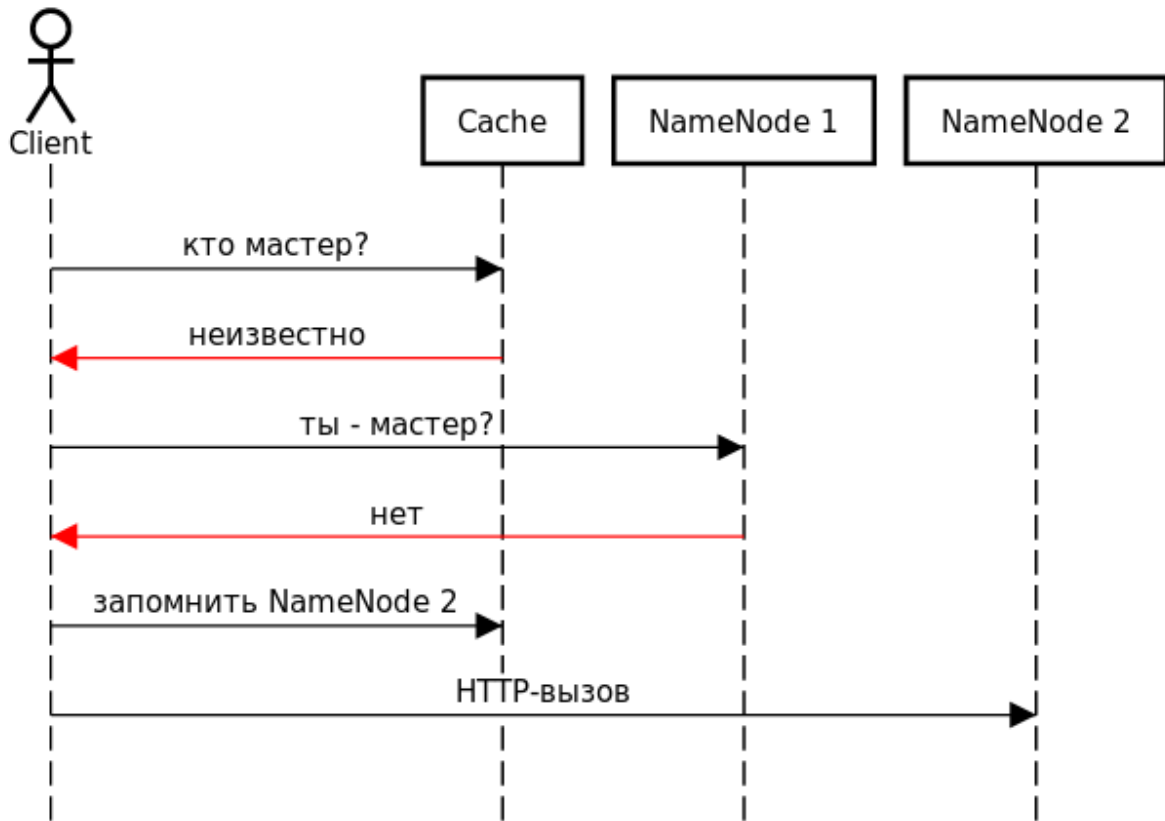 Client
Cache
NameNode 1
NameNode 2
кто мастер?
неизвестно
ты - мастер?
нет
запомнить NameNode 2
HTTP-вызов